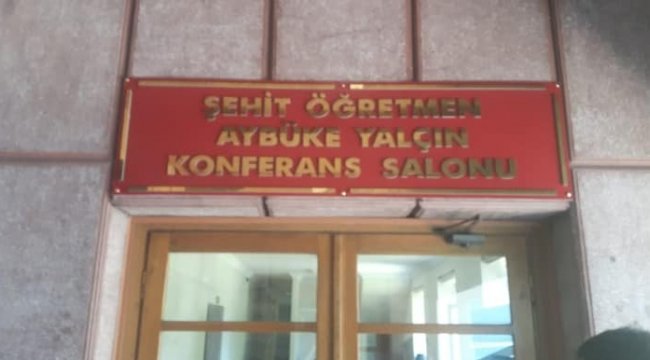 ŞEHİT ÖĞRETMEN
AYBÜKE YALÇIN
KONFERANS SALONU